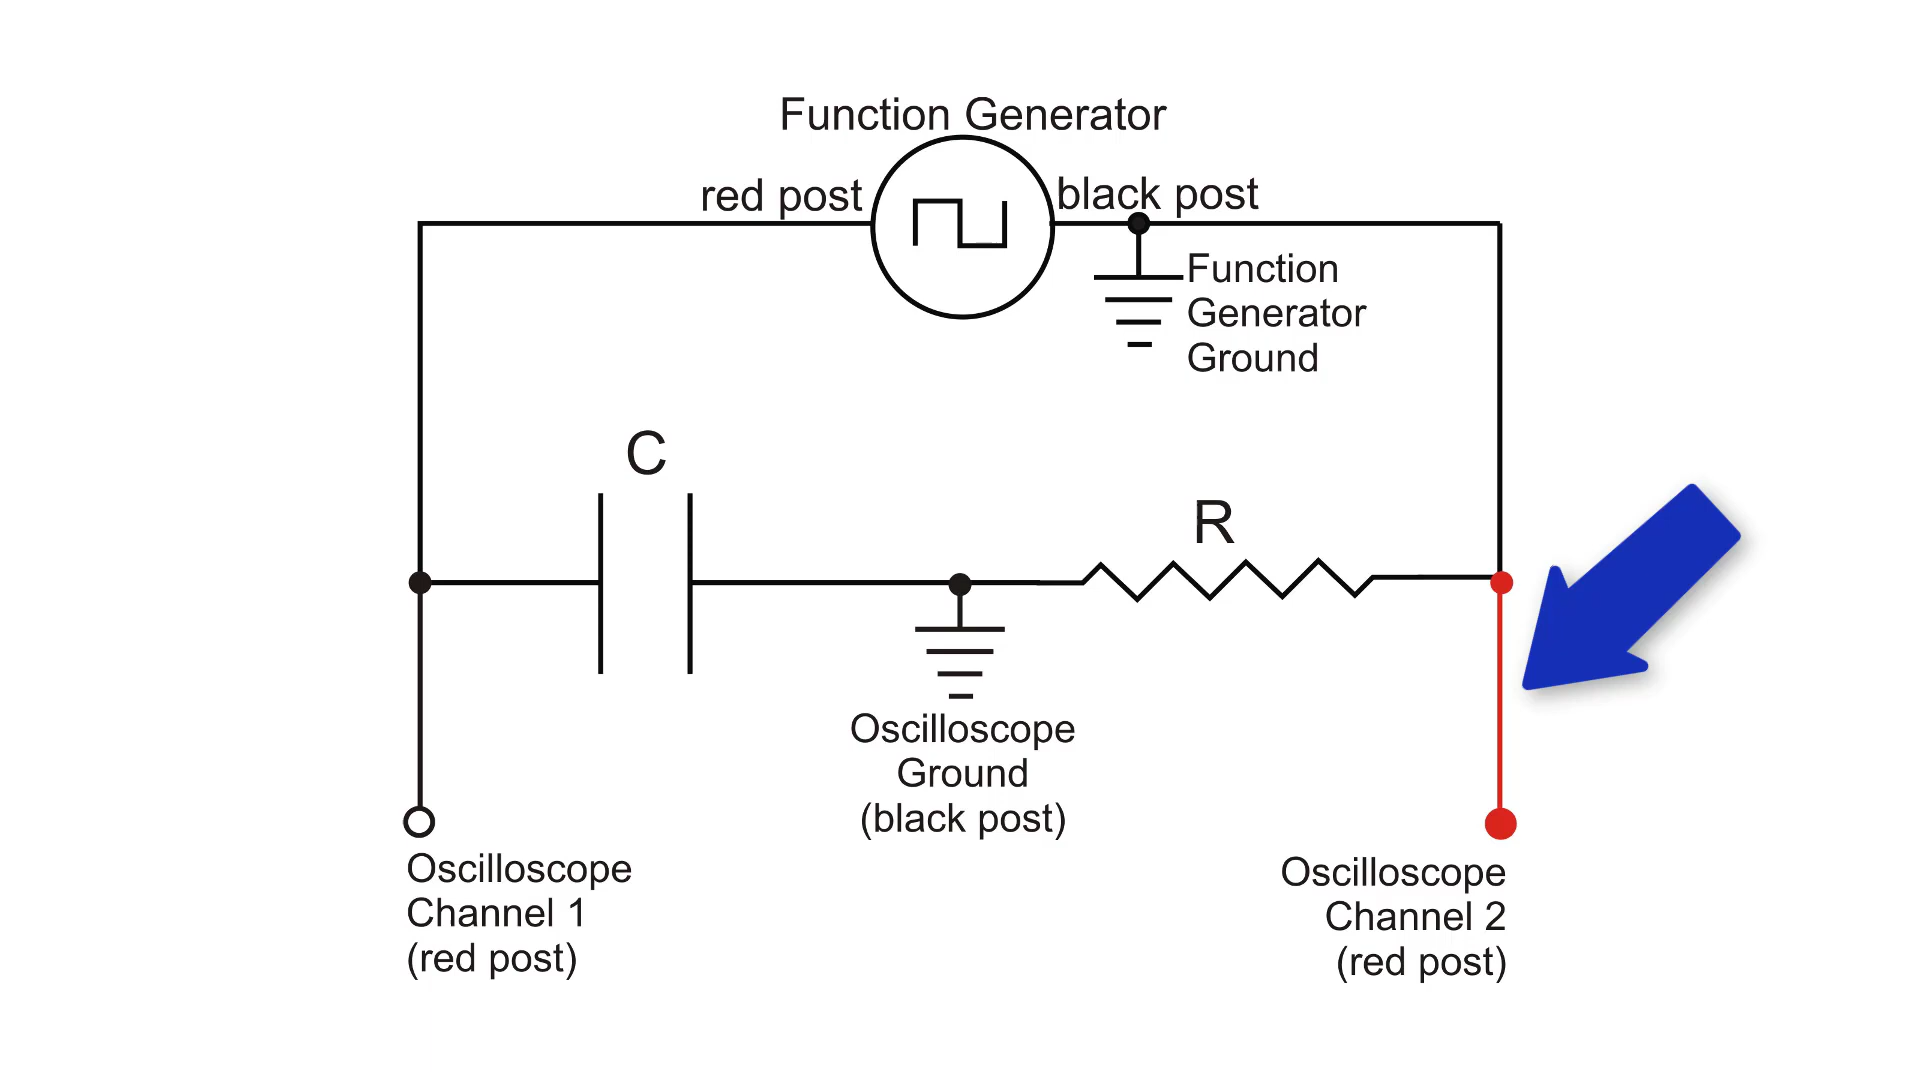 Function Generator
red post
black post
Function
Generator
Ground
C
R
Oscilloscope
Ground
(black post)
Oscilloscope
Channel 1
(red post)
Oscilloscope
Channel 2
(red post)